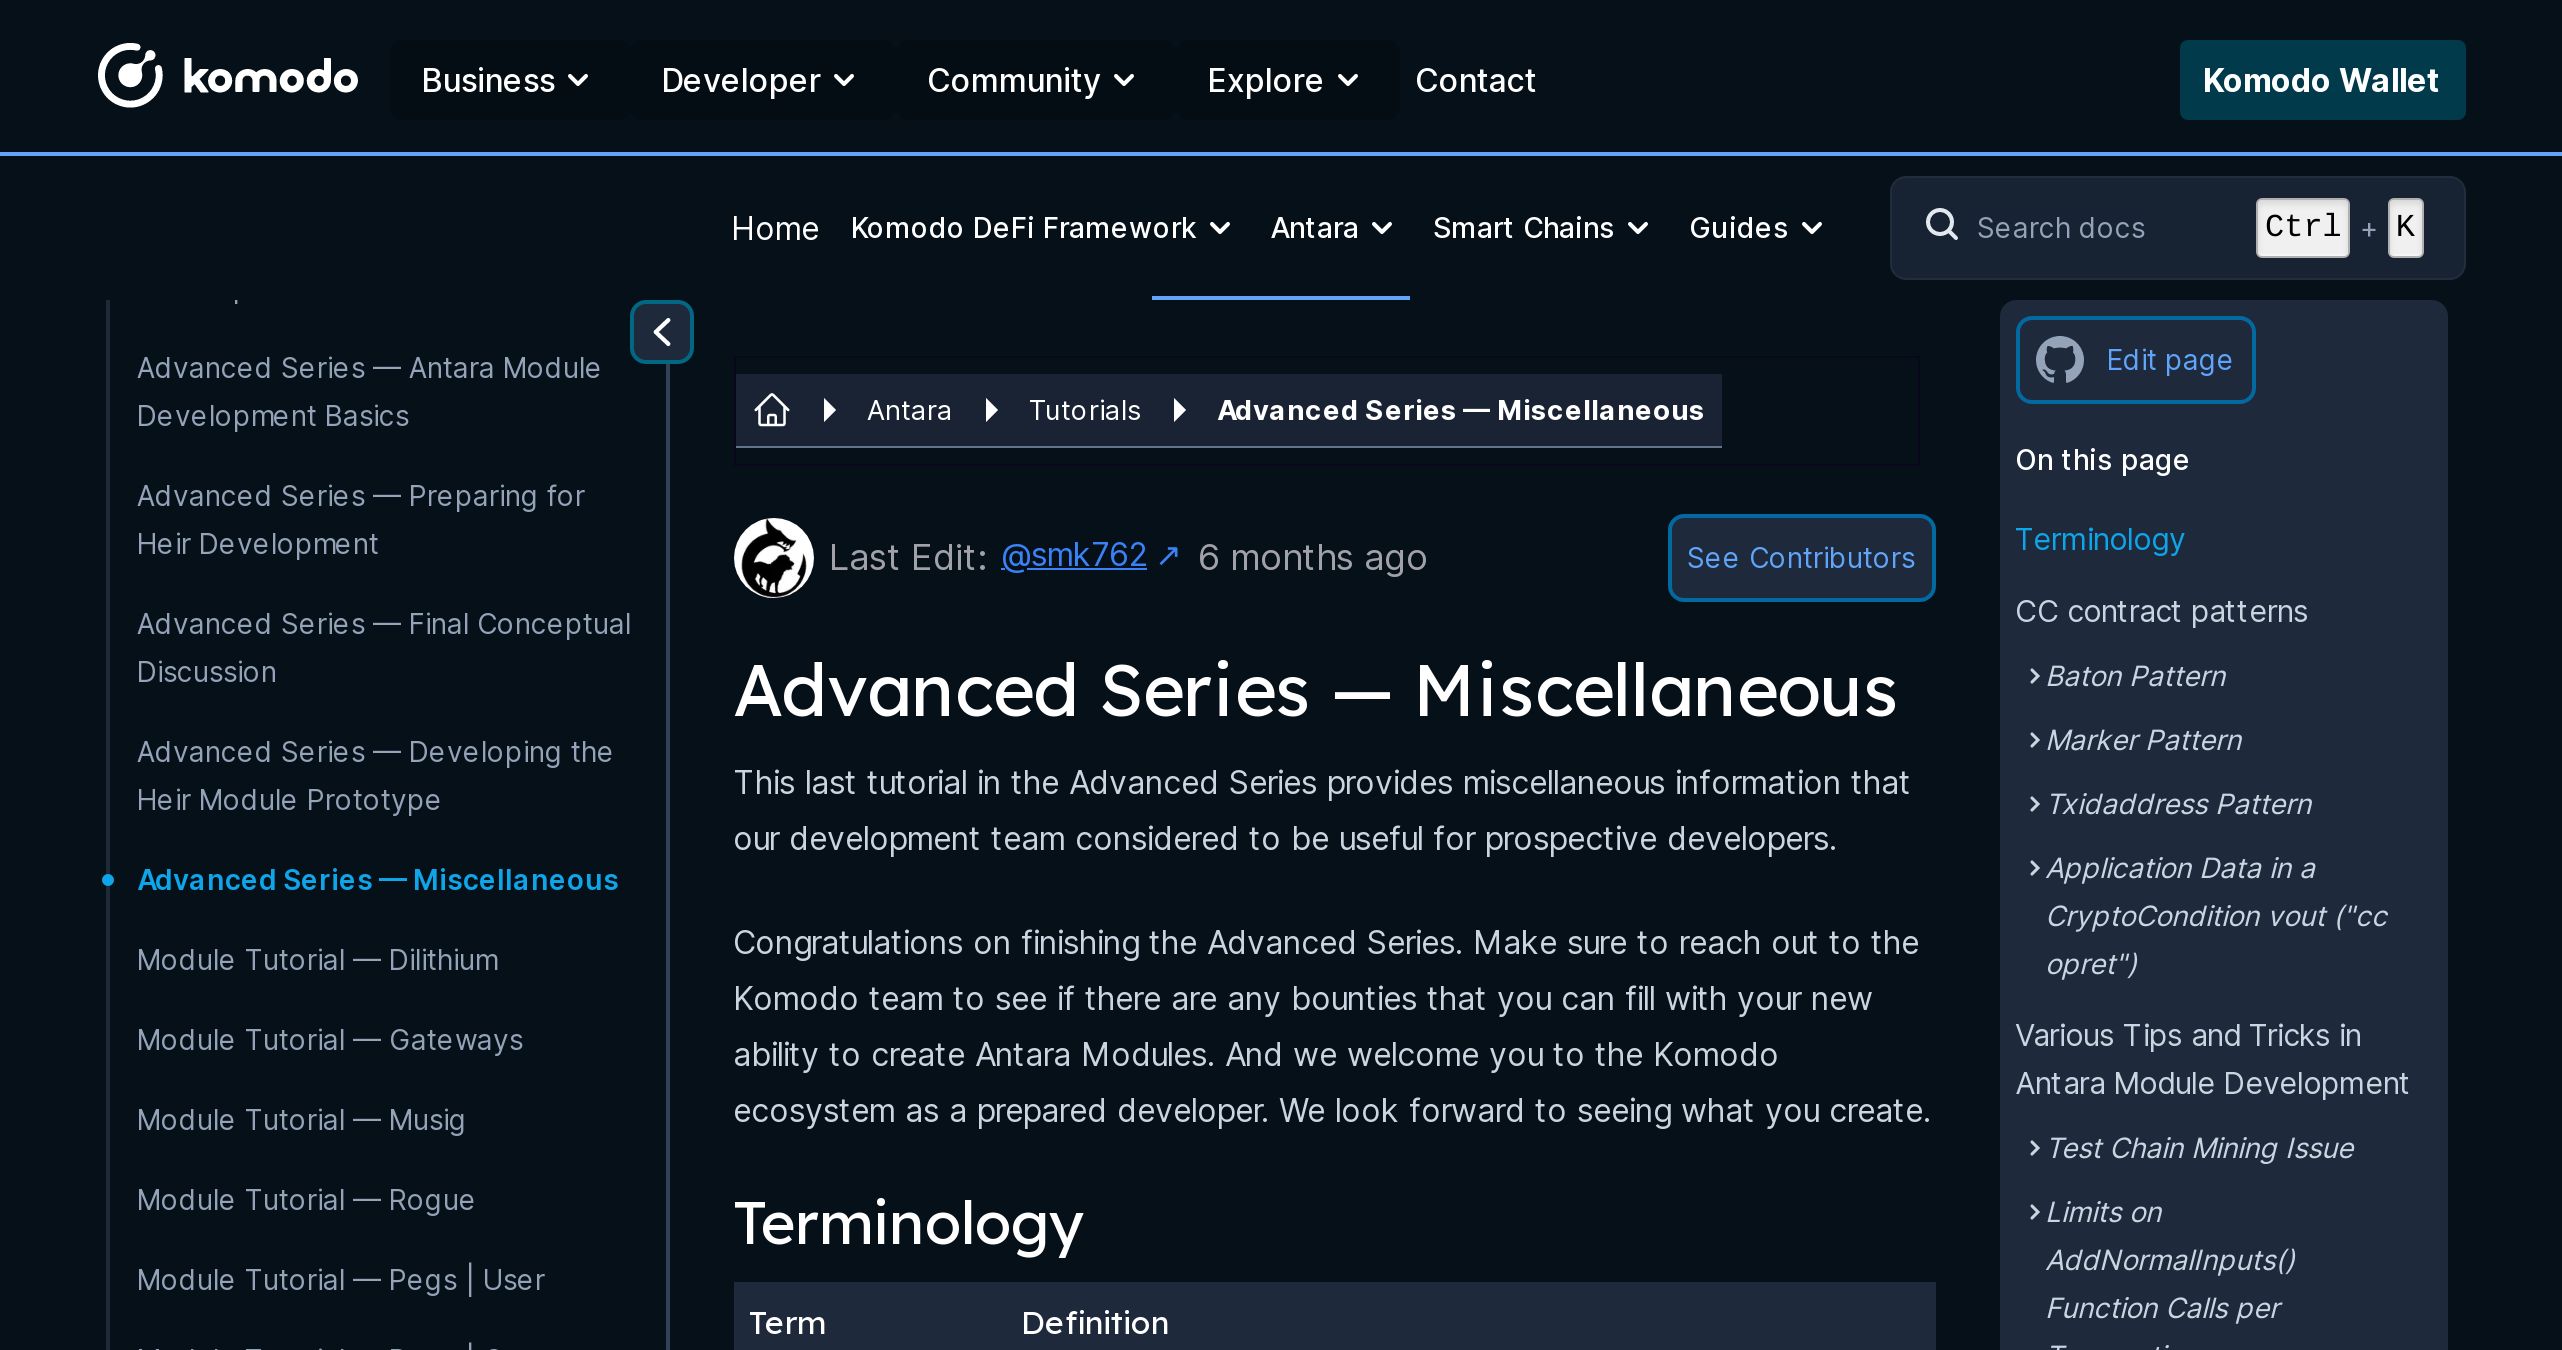 komodo
Business
Developer
Community
Explore
Contact
Komodo Wallet
Home
Komodo DeFi Framework
Antara
Smart Chains
Guides
Search docs
Ctrl + K
Advanced Series — Antara Module
Development Basics
Advanced Series — Preparing for
Heir Development
Advanced Series — Final Conceptual
Discussion
Advanced Series — Developing the
Heir Module Prototype
Advanced Series — Miscellaneous
Module Tutorial — Dilithium
Module Tutorial — Gateways
Module Tutorial — Musig
Module Tutorial — Rogue
Module Tutorial — Pegs | User
Antara
Tutorials
Advanced Series — Miscellaneous
Last Edit: @smk762 ↗ 6 months ago
See Contributors
Advanced Series — Miscellaneous
This last tutorial in the Advanced Series provides miscellaneous information that
our development team considered to be useful for prospective developers.
Congratulations on finishing the Advanced Series. Make sure to reach out to the
Komodo team to see if there are any bounties that you can fill with your new
ability to create Antara Modules. And we welcome you to the Komodo
ecosystem as a prepared developer. We look forward to seeing what you create.
Terminology
Term
Definition
Edit page
On this page
Terminology
CC contract patterns
Baton Pattern
Marker Pattern
Txidaddress Pattern
Application Data in a
CryptoCondition vout ("cc
opret")
Various Tips and Tricks in
Antara Module Development
Test Chain Mining Issue
Limits on
AddNormalInputs()
Function Calls per